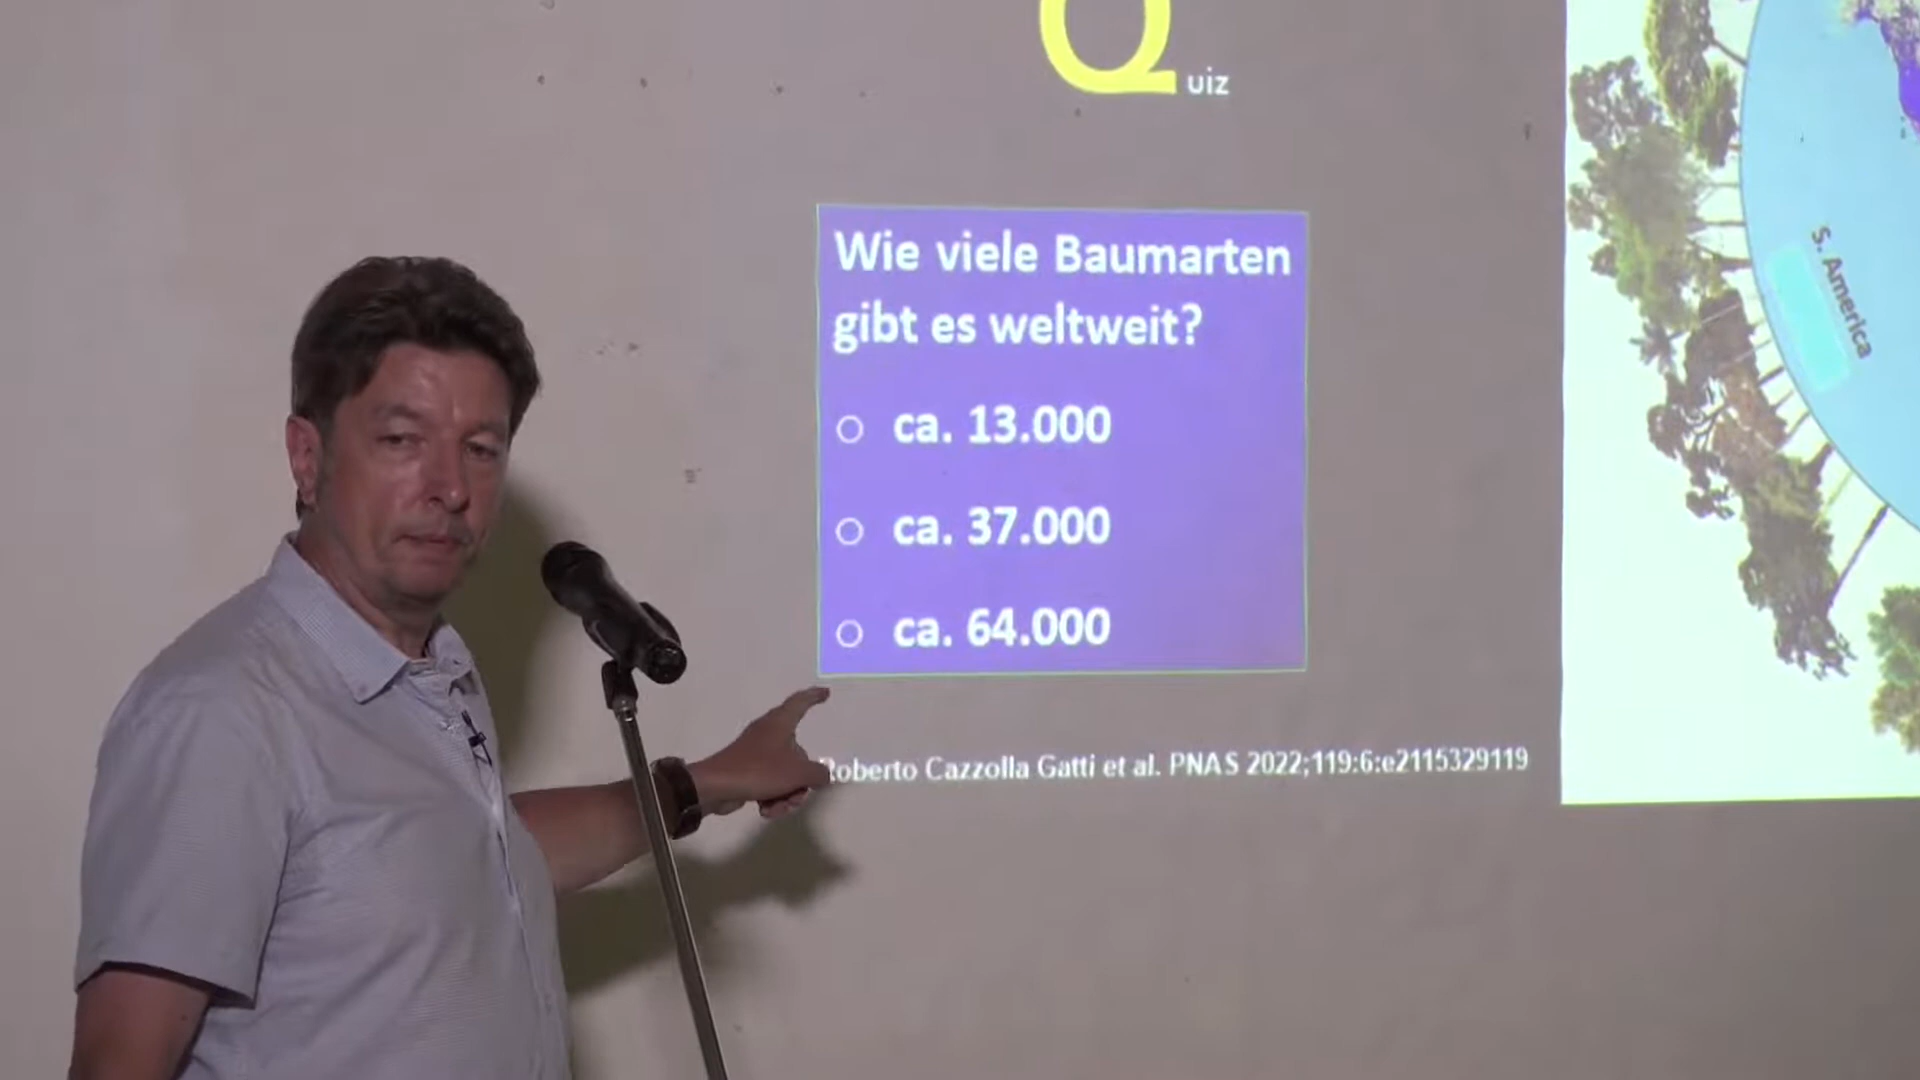 Quiz
Wie viele Baumarten
gibt es weltweit?
ca. 13.000
ca. 37.000
ca. 64.000
Roberto Cazzolla Gatti et al. PNAS 2022;119:6:e2115329119
S. America